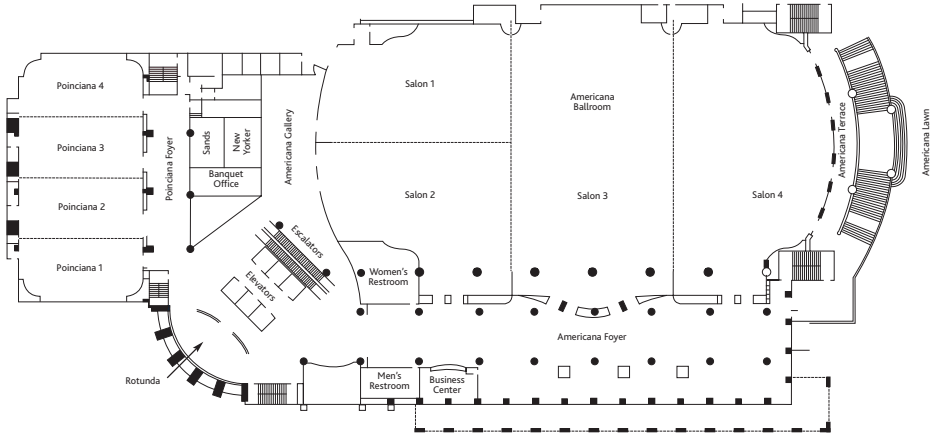 Poinciana 4
Poinciana 3
Poinciana 2
Poinciana 1
Poinciana Foyer
Sands
New
Yorker
Banquet
Office
Americana Gallery
Escalators
Elevators
Rotunda
Salon 1
Salon 2
Americana
Ballroom
Salon 3
Salon 4
Women's
Restroom
Men's
Restroom
Business
Center
Americana Foyer
Americana Terrace
Americana Lawn